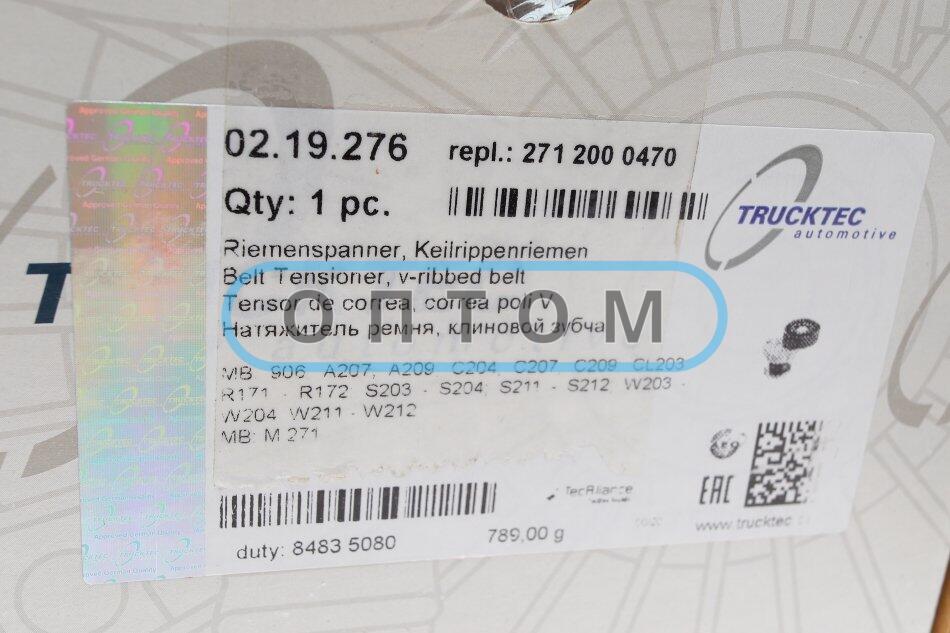 02.19.276 repl.: 271 200 0470
Qty: 1 pc.
TRUCKTEC
automotive
Riemenspanner, Keilrippenriemen
Belt Tensioner, v-ribbed belt
Tensor de correa, correa poli V
Натяжитель ремня, клиновой зубча
ОПТОМ
MB 906 A207, A209 C204, C207, C209 CL203
R171 - R172 S203 - S204, S211 - S212, W203 -
W204 W211 - W212
MB: M 271
TecAlliance
EAC
www.trucktec
duty: 8483 5080
789,00 g